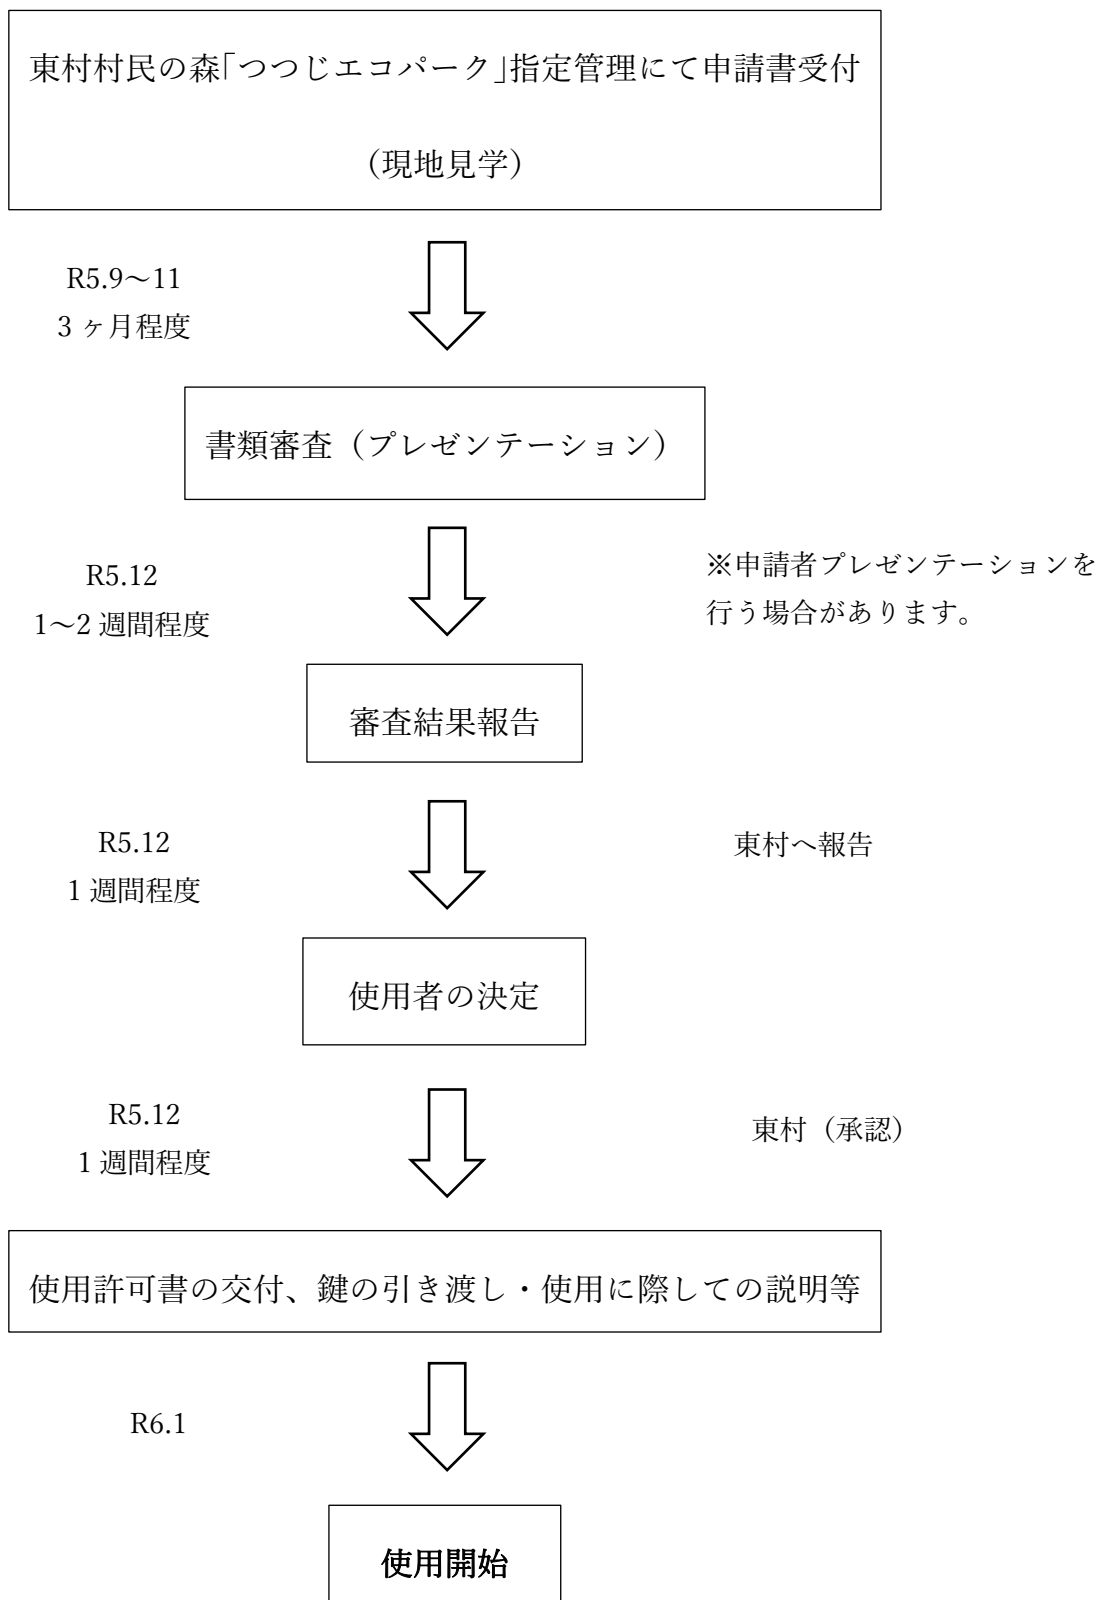 東村村民の森「つつじエコパーク」指定管理にて申請書受付
（現地見学）
R5.9～11
3 ヶ月程度
書類審査（プレゼンテーション）
R5.12
1～2 週間程度
※申請者プレゼンテーションを
行う場合があります。
審査結果報告
R5.12
1 週間程度
東村へ報告
使用者の決定
R5.12
1 週間程度
東村（承認）
使用許可書の交付、鍵の引き渡し・使用に際しての説明等
R6.1
使用開始